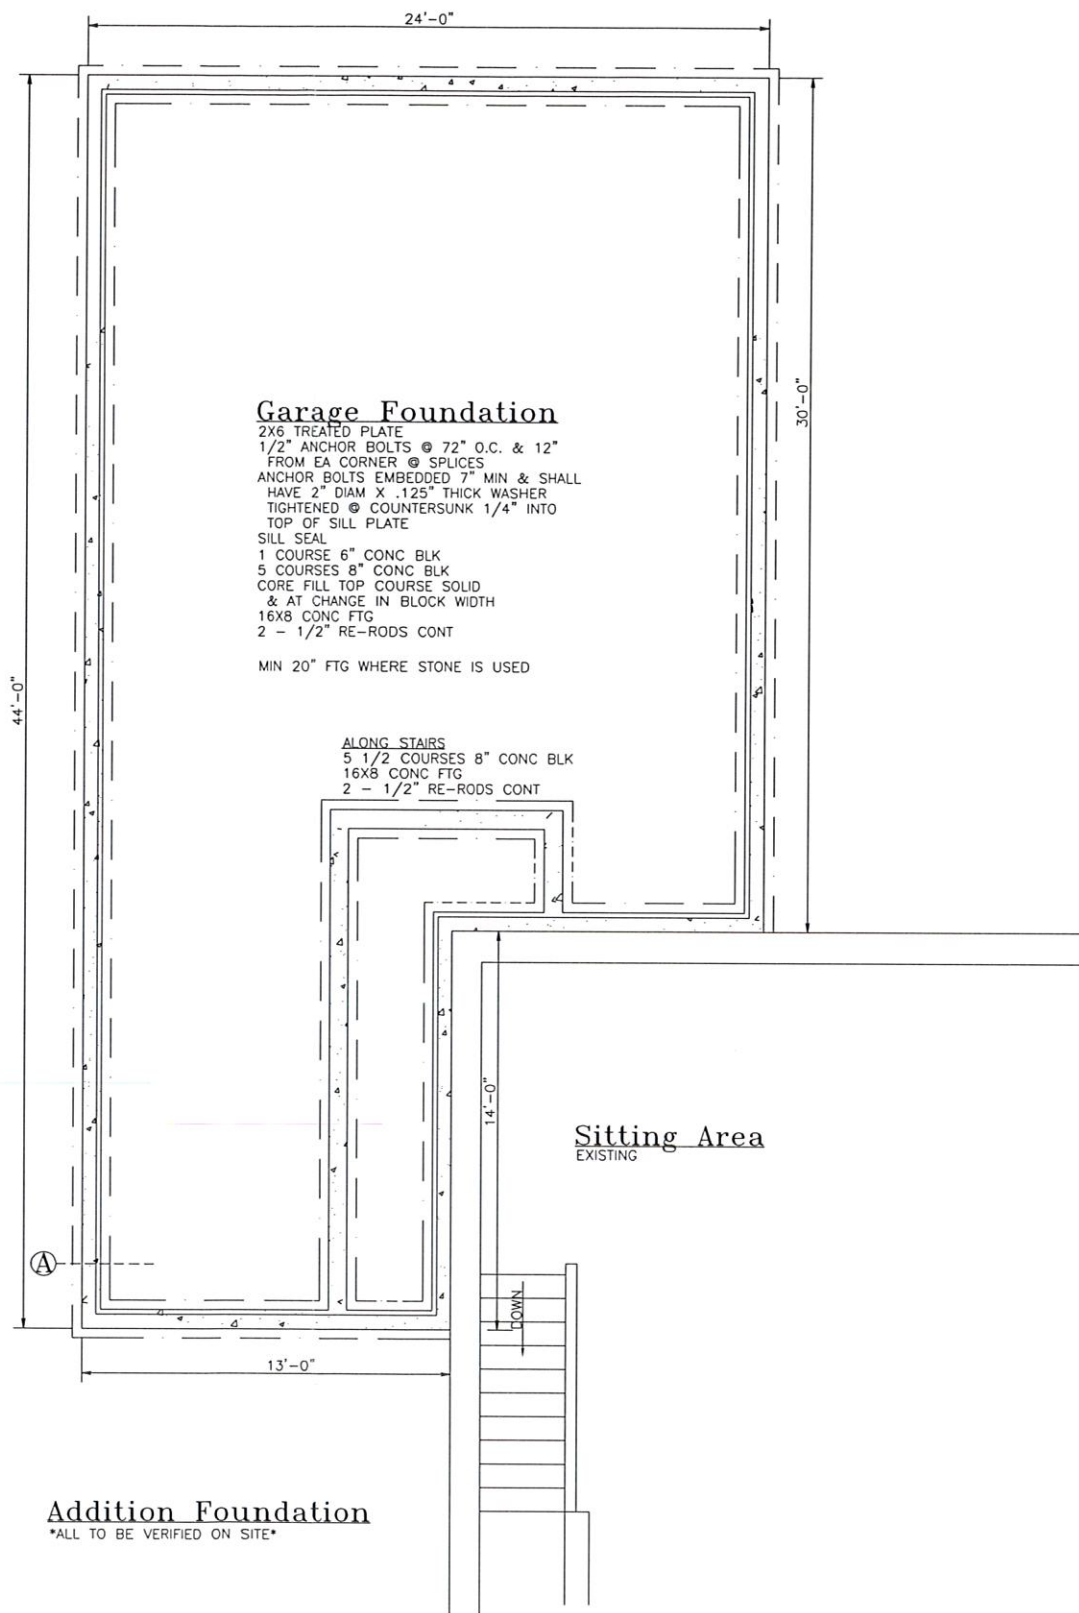 24'-0"
30'-0"
Garage Foundation
2X6 TREATED PLATE
1/2" ANCHOR BOLTS @ 72" O.C. & 12"
FROM EA CORNER @ SPLICES
ANCHOR BOLTS EMBEDDED 7" MIN & SHALL
HAVE 2" DIAM X .125" THICK WASHER
TIGHTENED @ COUNTERSUNK 1/4" INTO
TOP OF SILL PLATE
SILL SEAL
1 COURSE 6" CONC BLK
5 COURSES 8" CONC BLK
CORE FILL TOP COURSE SOLID
& AT CHANGE IN BLOCK WIDTH
16X8 CONC FTG
2 - 1/2" RE-RODS CONT
MIN 20" FTG WHERE STONE IS USED
44'-0"
ALONG STAIRS
5 1/2 COURSES 8" CONC BLK
16X8 CONC FTG
2 - 1/2" RE-RODS CONT
14'-0"
Sitting Area
EXISTING
A
DOWN
13'-0"
Addition Foundation
*ALL TO BE VERIFIED ON SITE*